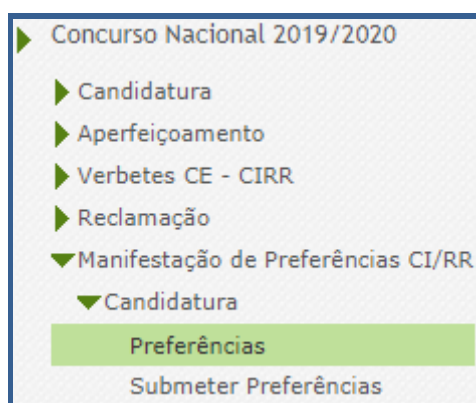 Concurso Nacional 2019/2020
Candidatura
Aperfeiçoamento
Verbetes CE - CIRR
Reclamação
Manifestação de Preferências CI/RR
Candidatura
Preferências
Submeter Preferências